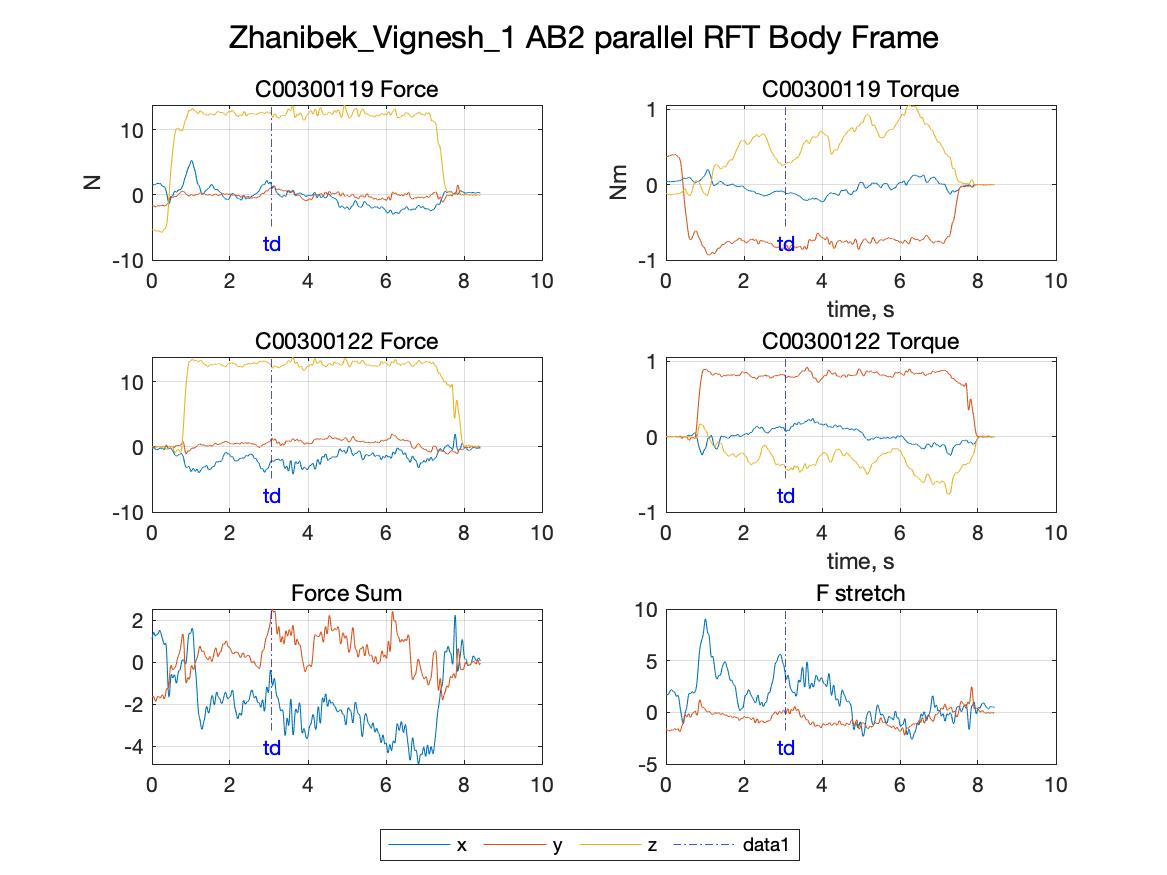 Zhanibek_Vignesh_1 AB2 parallel RFT Body Frame
C00300119 Force
N
10
0
-10
td
0 2 4 6 8 10
C00300119 Torque
Nm
1
0
-1
td
0 2 4 6 8 10
time, s
C00300122 Force
10
0
-10
td
0 2 4 6 8 10
C00300122 Torque
1
0
-1
td
0 2 4 6 8 10
time, s
Force Sum
2
0
-2
-4
td
0 2 4 6 8 10
F stretch
10
5
0
-5
td
0 2 4 6 8 10
x y z data1